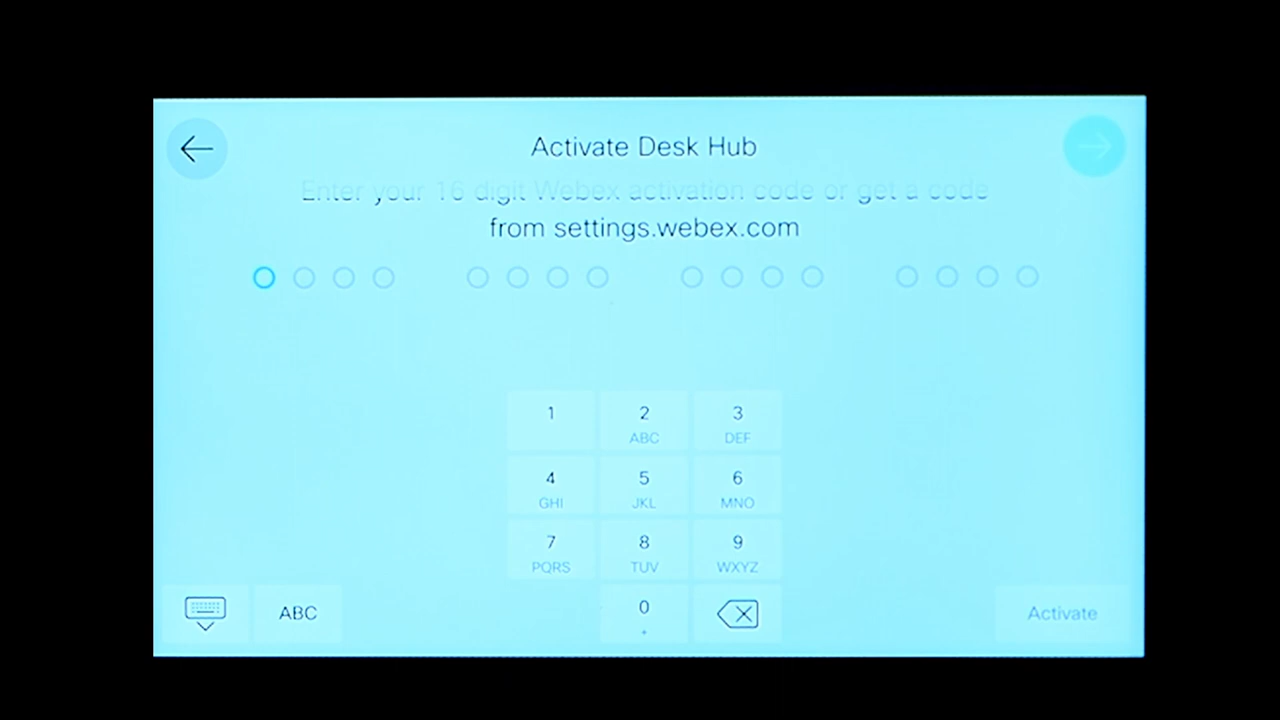 Activate Desk Hub
Enter your 16 digit Webex activation code or get a code
from settings.webex.com
1
2
3
ABC
DEF
4
5
6
GHI
JKL
MNO
7
8
9
PQRS
TUV
WXYZ
ABC
0
+
Activate